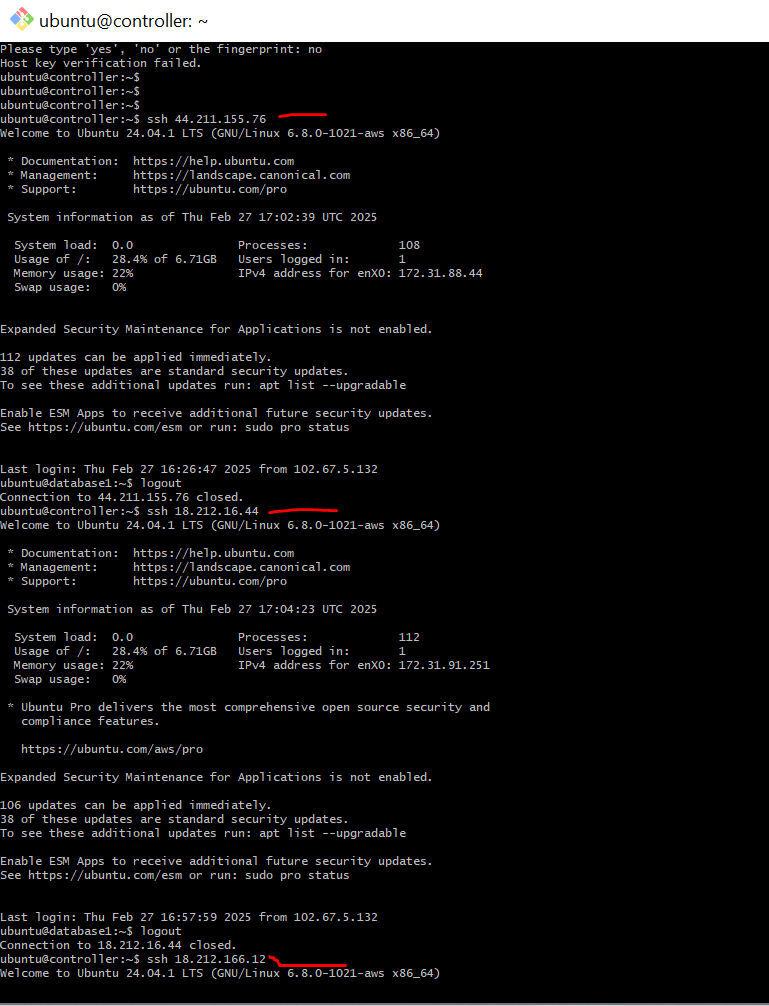 ubuntu@controller: ~
Please type 'yes', 'no' or the fingerprint: no
Host key verification failed.
ubuntu@controller:~$
ubuntu@controller:~$
ubuntu@controller:~$
ubuntu@controller:~$ ssh 44.211.155.76
Welcome to Ubuntu 24.04.1 LTS (GNU/Linux 6.8.0-1021-aws x86_64)
* Documentation:  https://help.ubuntu.com
* Management:     https://landscape.canonical.com
* Support:        https://ubuntu.com/pro
System information as of Thu Feb 27 17:02:39 UTC 2025
System load:  0.0               Processes:             108
Usage of /:   28.4% of 6.71GB   Users logged in:       1
Memory usage: 22%               IPv4 address for enX0: 172.31.88.44
Swap usage:   0%
Expanded Security Maintenance for Applications is not enabled.
112 updates can be applied immediately.
38 of these updates are standard security updates.
To see these additional updates run: apt list --upgradable
Enable ESM Apps to receive additional future security updates.
See https://ubuntu.com/esm or run: sudo pro status
Last login: Thu Feb 27 16:26:47 2025 from 102.67.5.132
ubuntu@database1:~$ logout
Connection to 44.211.155.76 closed.
ubuntu@controller:~$ ssh 18.212.16.44
Welcome to Ubuntu 24.04.1 LTS (GNU/Linux 6.8.0-1021-aws x86_64)
* Documentation:  https://help.ubuntu.com
* Management:     https://landscape.canonical.com
* Support:        https://ubuntu.com/pro
System information as of Thu Feb 27 17:04:23 UTC 2025
System load:  0.0               Processes:             112
Usage of /:   28.4% of 6.71GB   Users logged in:       1
Memory usage: 22%               IPv4 address for enX0: 172.31.91.251
Swap usage:   0%
* Ubuntu Pro delivers the most comprehensive open source security and
compliance features.
https://ubuntu.com/aws/pro
Expanded Security Maintenance for Applications is not enabled.
106 updates can be applied immediately.
38 of these updates are standard security updates.
To see these additional updates run: apt list --upgradable
Enable ESM Apps to receive additional future security updates.
See https://ubuntu.com/esm or run: sudo pro status
Last login: Thu Feb 27 16:57:59 2025 from 102.67.5.132
ubuntu@database1:~$ logout
Connection to 18.212.16.44 closed.
ubuntu@controller:~$ ssh 18.212.166.12
Welcome to Ubuntu 24.04.1 LTS (GNU/Linux 6.8.0-1021-aws x86_64)